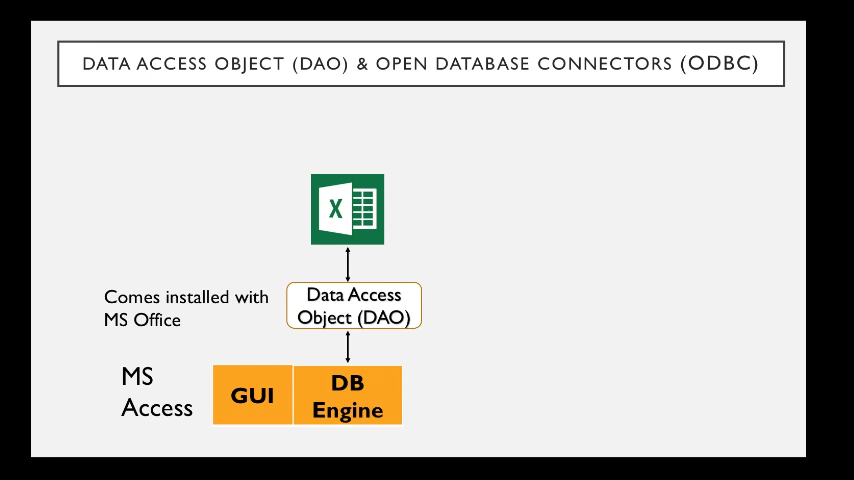 DATA ACCESS OBJECT (DAO) & OPEN DATABASE CONNECTORS (ODBC)
X
Comes installed with
MS Office
Data Access
Object (DAO)
MS
Access
GUI
DB
Engine